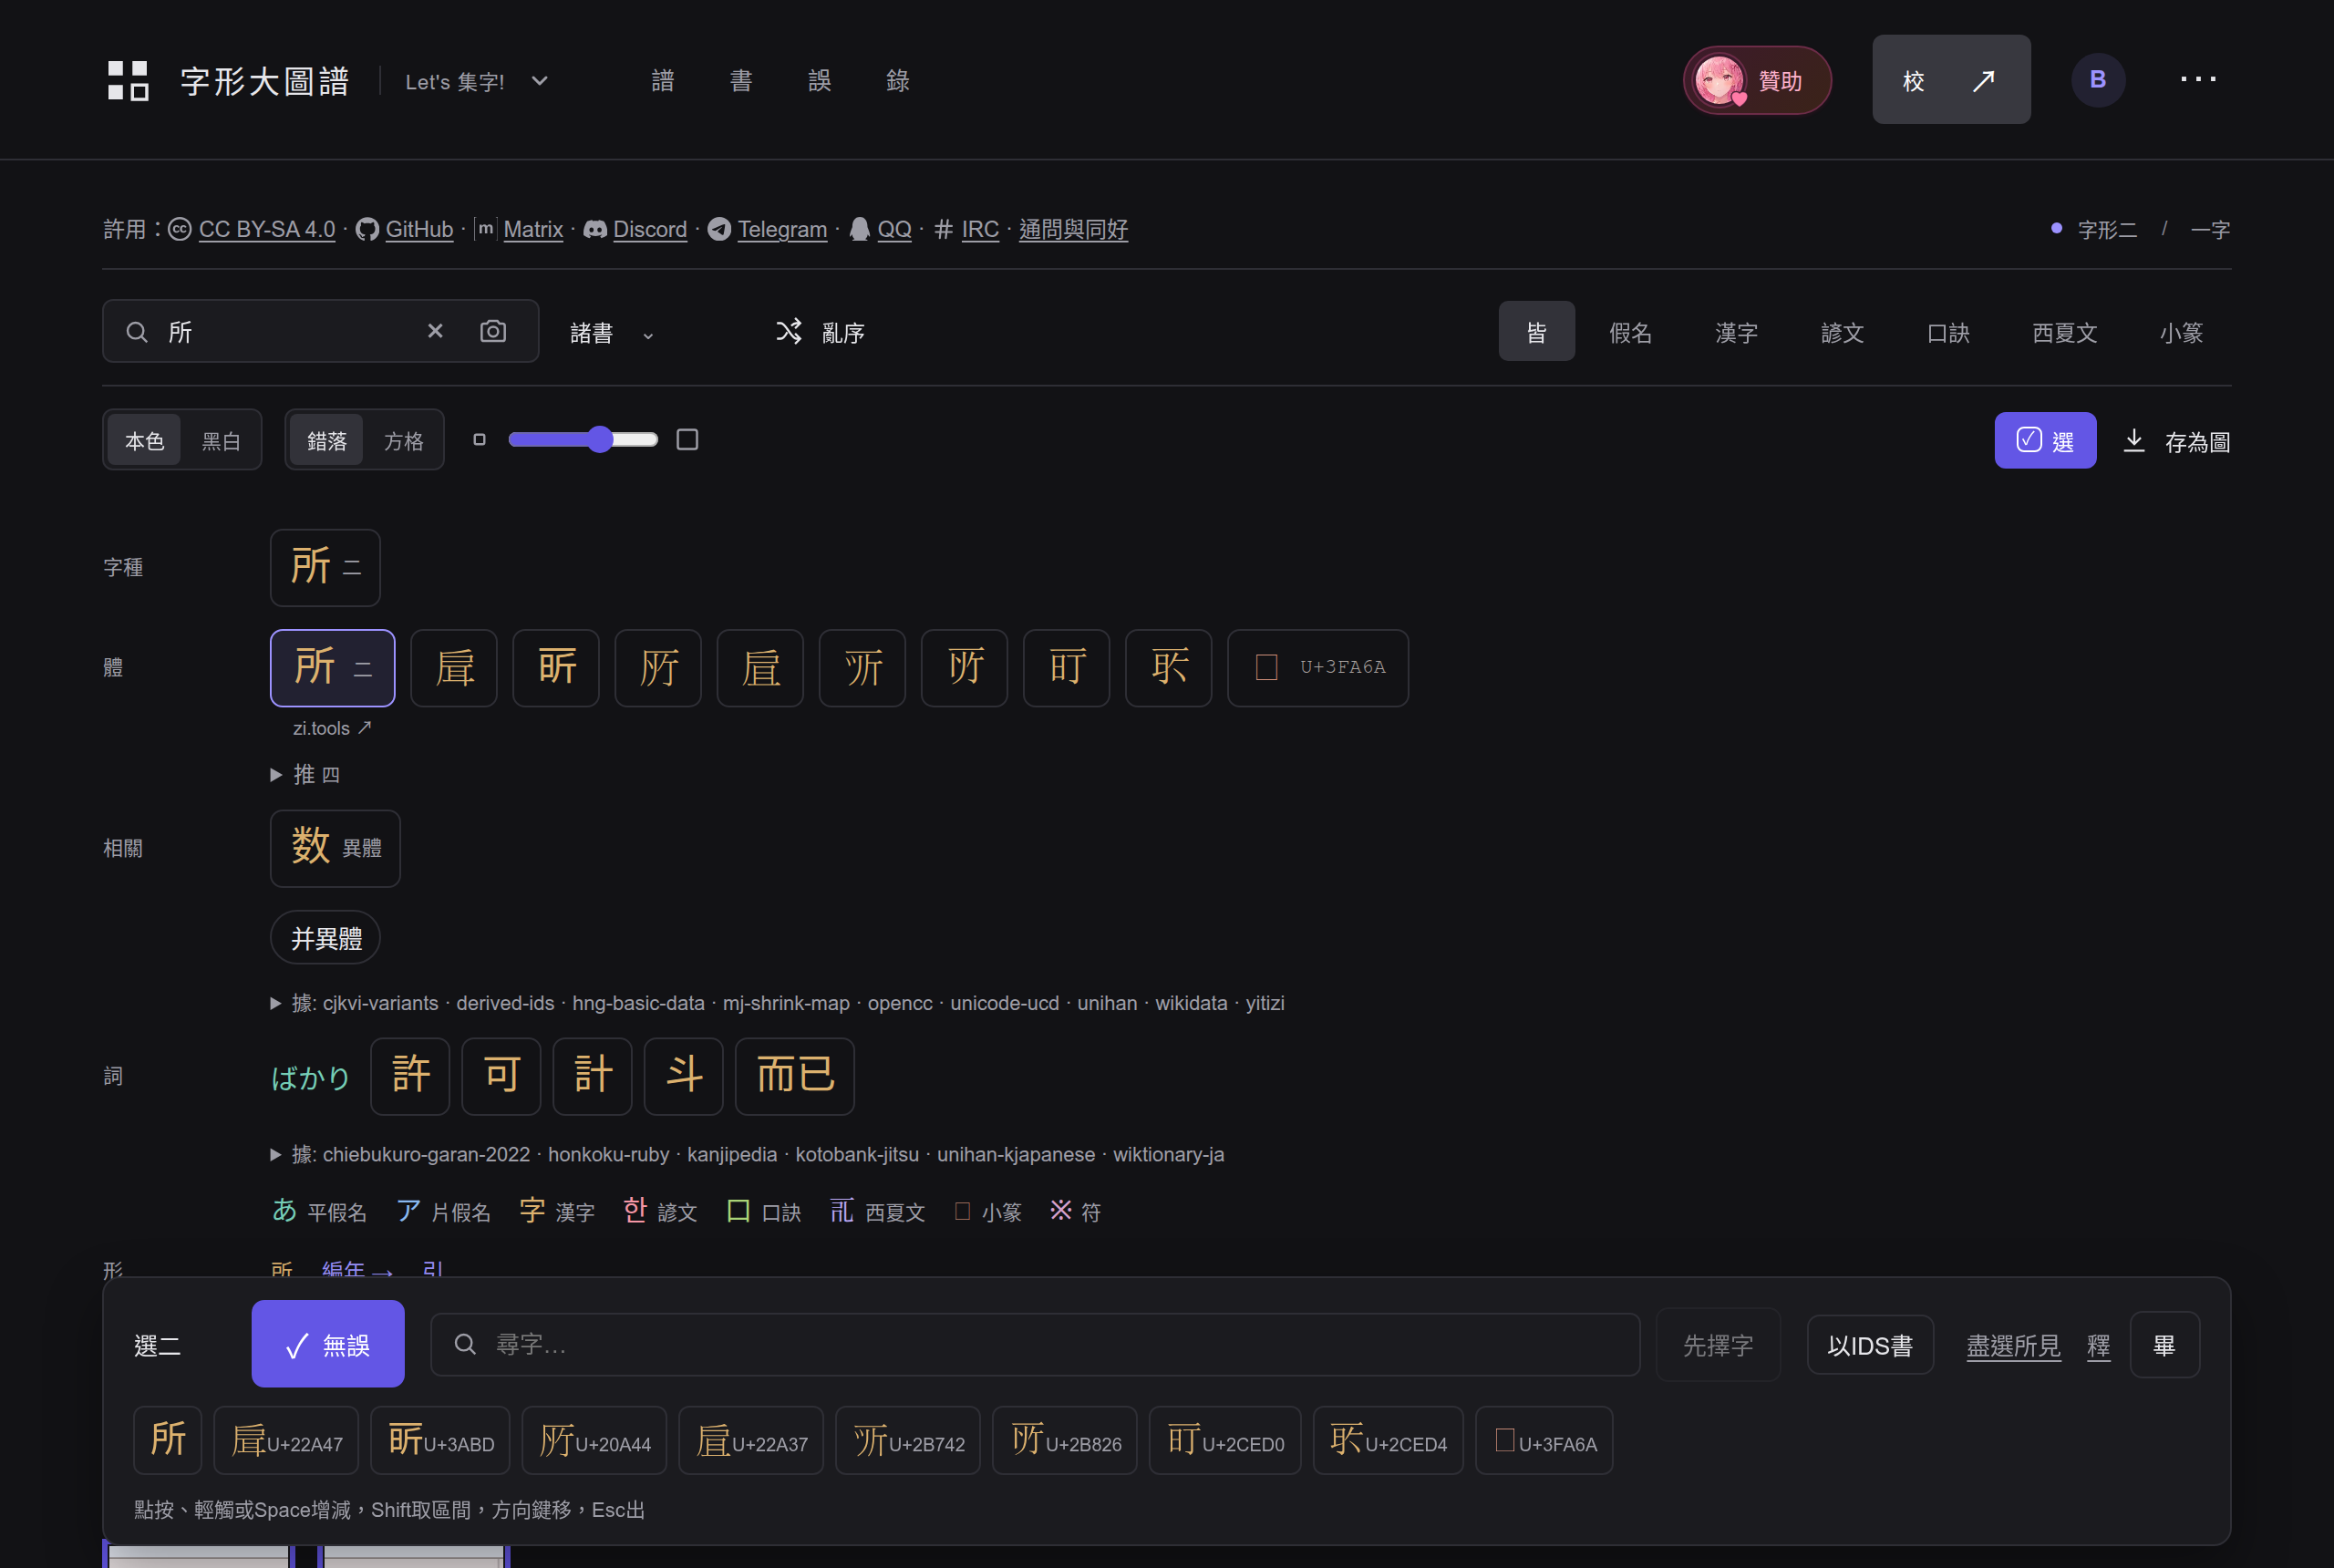 字形大圖譜 Let's 集字! 譜 書 誤 錄 贊助 校 ↗ B ···
許用：CC BY-SA 4.0 · GitHub · [m] Matrix · Discord · Telegram · QQ · # IRC · 通問與同好 字形二 / 一字
所 諸書 亂序 皆 假名 漢字 諺文 口訣 西夏文 小篆
本色 黑白 錯落 方格 選 存為圖
字種 所 二
體 所 二 U+3FA6A
zi.tools ↗
▶ 推 四
相關 数 異體
并異體
▶ 據: cjkvi-variants · derived-ids · hng-basic-data · mj-shrink-map · opencc · unicode-ucd · unihan · wikidata · yitizi
詞 ばかり 許 可 計 斗 而已
▶ 據: chiebukuro-garan-2022 · honkoku-ruby · kanjipedia · kotobank-jitsu · unihan-kjapanese · wiktionary-ja
あ 平假名 ア 片假名 字 漢字 한 諺文 口 口訣 西夏文 小篆 ※ 符
形 所 編年→ 引
選二 ✓ 無誤 尋字… 先擇字 以IDS書 盡選所見 釋 畢
所 U+22A47 U+3ABD U+20A44 U+22A37 U+2B742 U+2B826 U+2CED0 U+2CED4 U+3FA6A
點按、輕觸或Space增減，Shift取區間，方向鍵移，Esc出